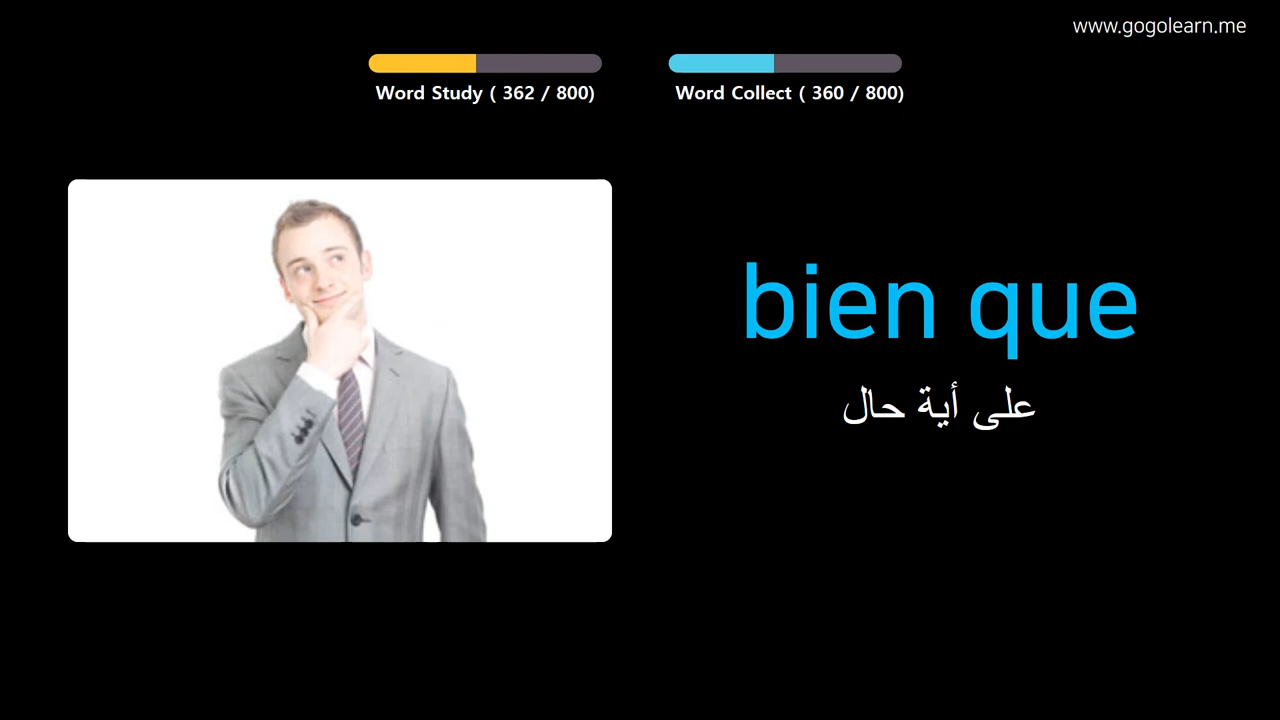 www.gogolearn.me
Word Study ( 362 / 800)
Word Collect ( 360 / 800)
bien que
على أية حال